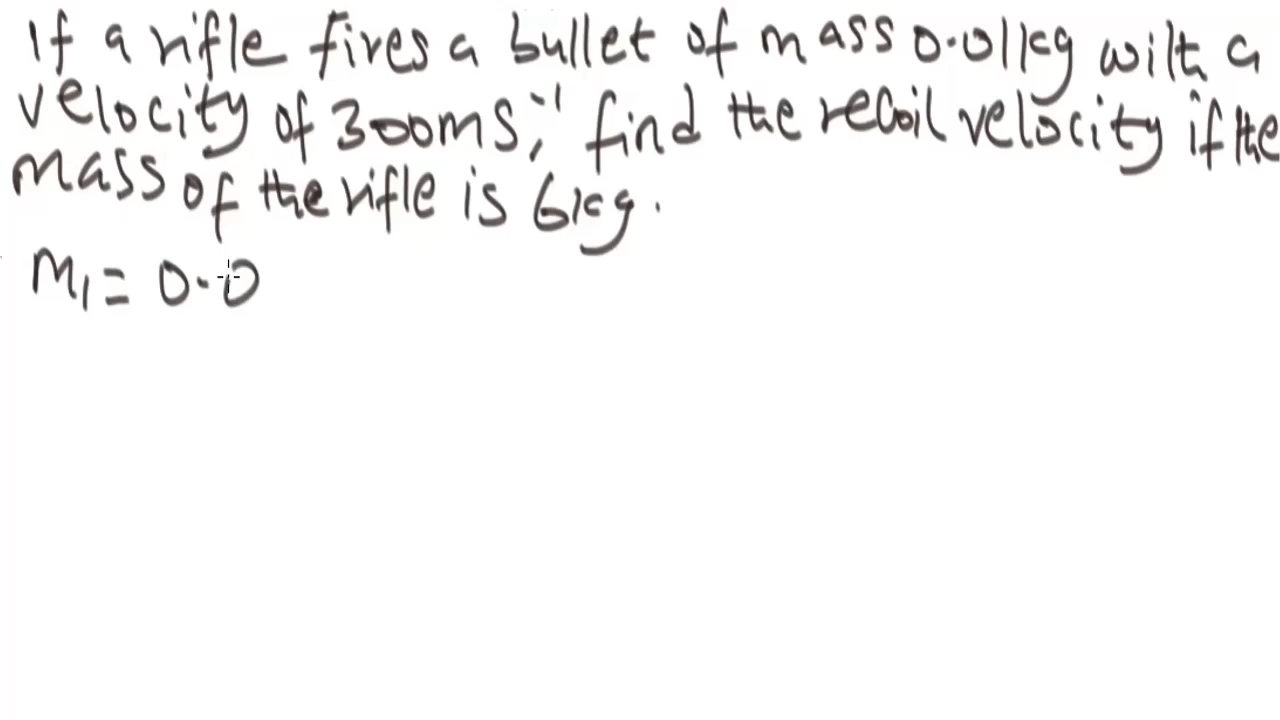 If a rifle fires a bullet of mass 0.01kg with a
velocity of 300ms⁻¹, find the recoil velocity if the
mass of the rifle is 6kg.
M₁ = 0.0